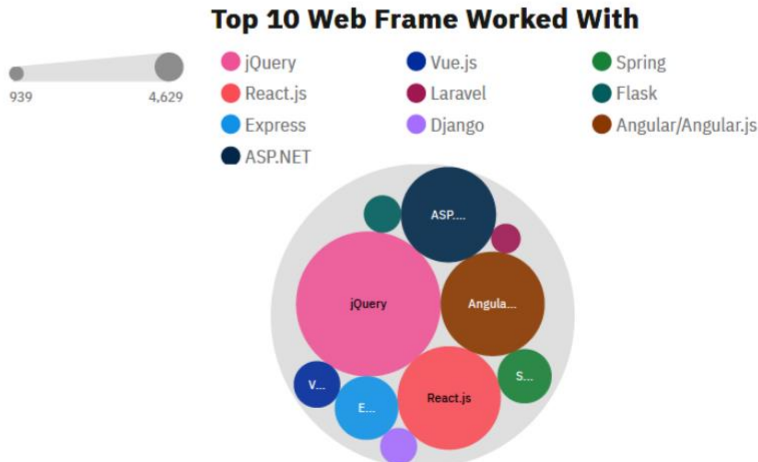 Top 10 Web Frame Worked With
939 4,629
jQuery Vue.js Spring
React.js Laravel Flask
Express Django Angular/Angular.js
ASP.NET
ASP....
jQuery Angula...
V... E... React.js S...